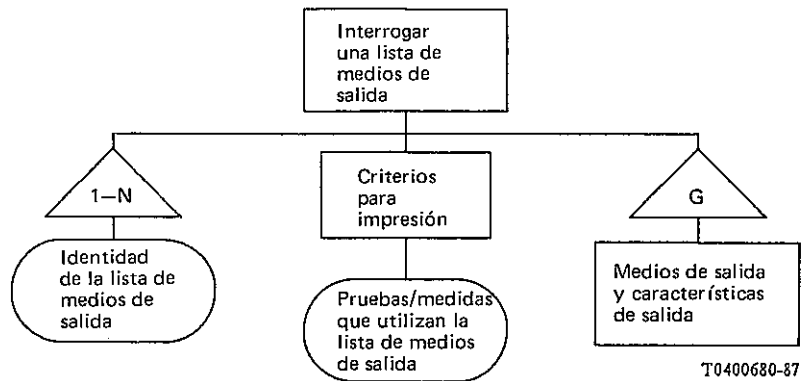 Interrogar
una lista de
medios de
salida
1—N
Criterios
para
impresión
G
Identidad
de la lista de
medios de
salida
Pruebas/medidas
que utilizan la
lista de medios
de salida
Medios de salida
y características
de salida
T0400680-87